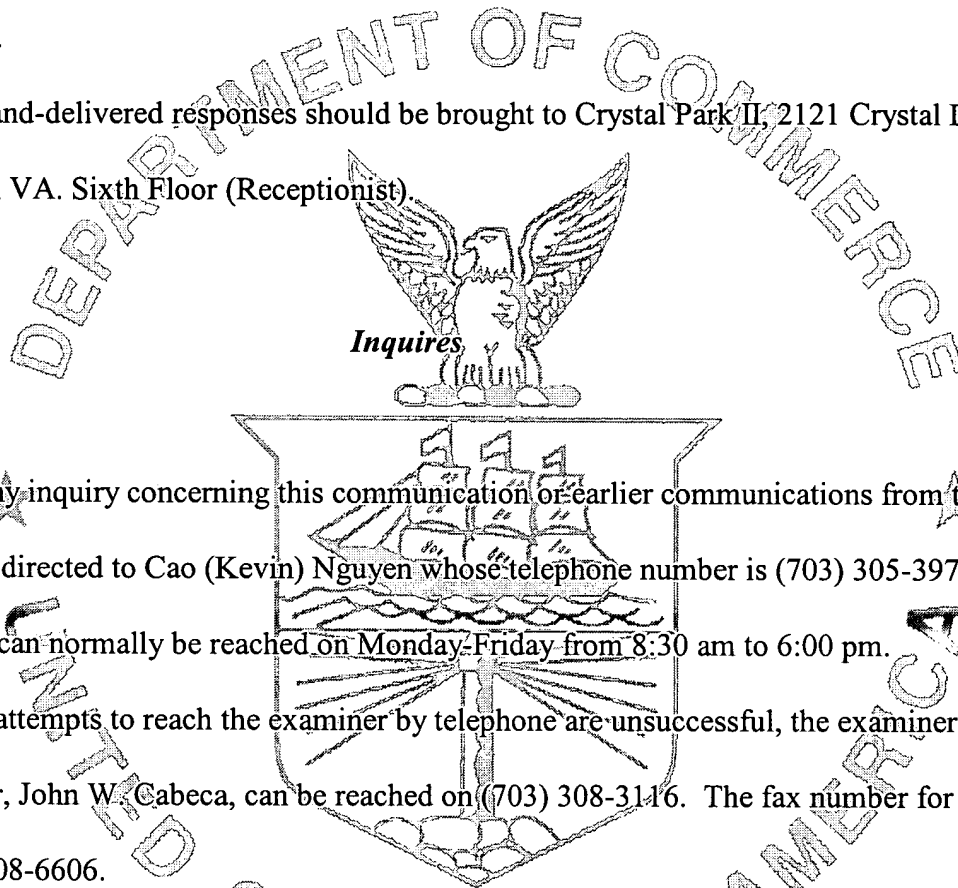 DEPARTMENT OF COMMERCE
and-delivered responses should be brought to Crystal Park II, 2121 Crystal
VA. Sixth Floor (Receptionist).
Inquires
ny inquiry concerning this communication or earlier communications from
directed to Cao (Kevin) Nguyen whose telephone number is (703) 305-397
can normally be reached on Monday-Friday from 8:30 am to 6:00 pm.
attempts to reach the examiner by telephone are unsuccessful, the examiner
r, John W. Cabeca, can be reached on (703) 308-3116. The fax number for
08-6606.